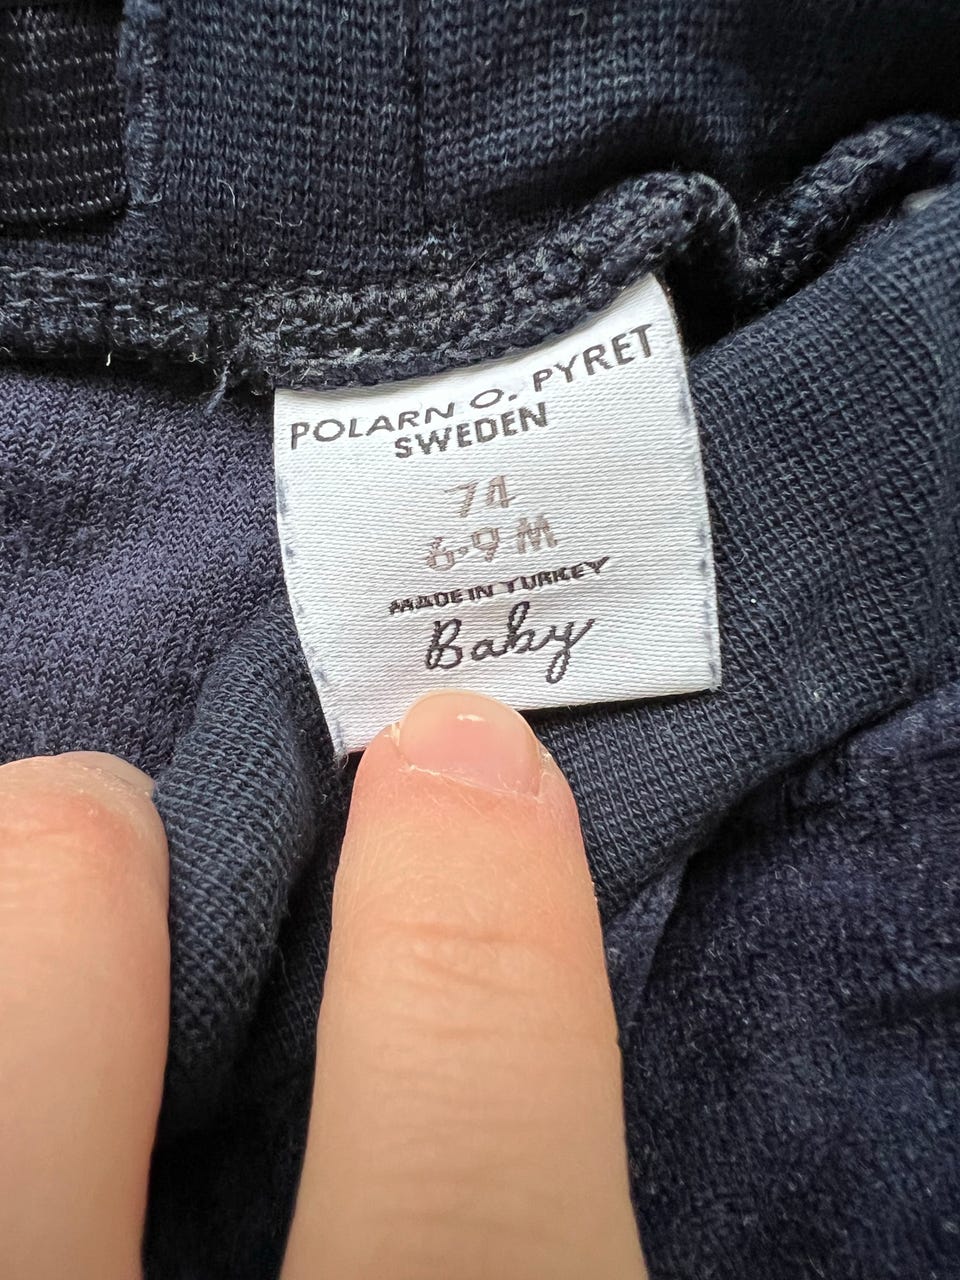 POLARN O. PYRET
SWEDEN
74
6-9 M
MADE IN TURKEY
Baby